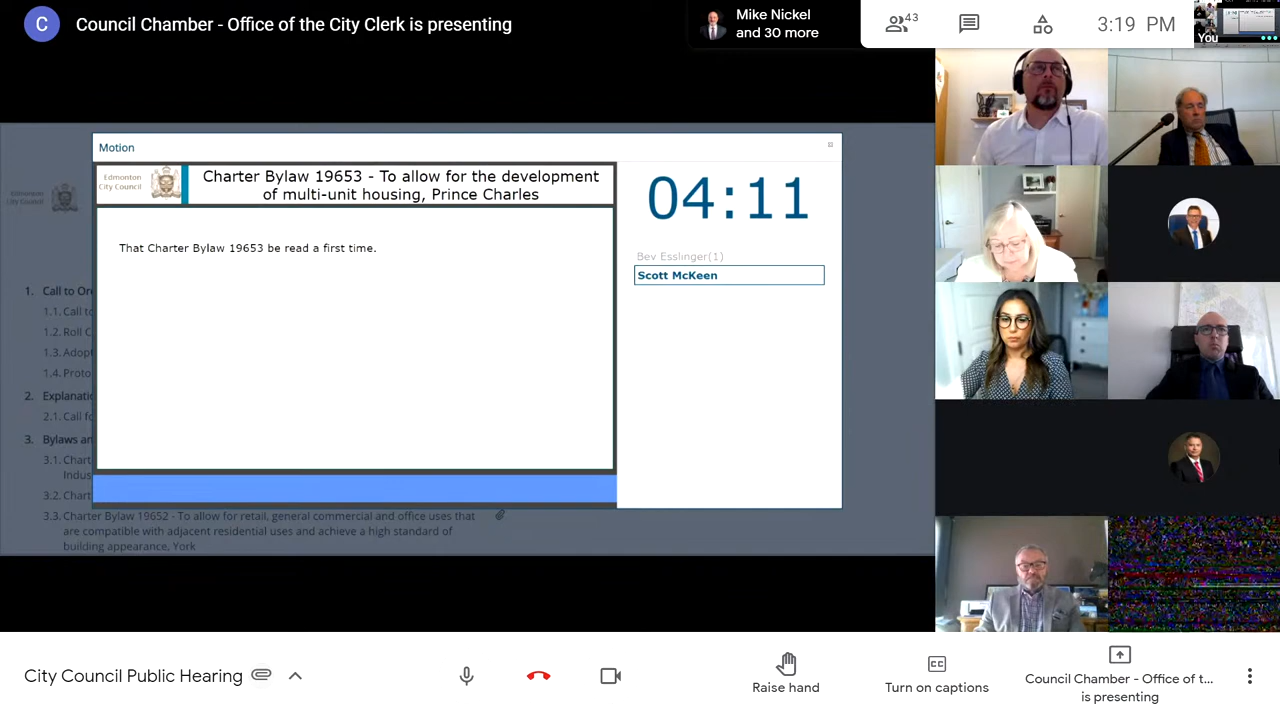 C
Council Chamber - Office of the City Clerk is presenting
Mike Nickel
and 30 more
43
3:19 PM
You
Motion
Edmonton
City Council
Charter Bylaw 19653 - To allow for the development
of multi-unit housing, Prince Charles
04:11
That Charter Bylaw 19653 be read a first time.
Bev Esslinger(1)
Scott McKeen
Edmonton
City Council
1. Call to Or
1.1. Call to
1.2. Roll C
1.3. Adopt
1.4. Proto
2. Explanatio
2.1. Call fo
3. Bylaws an
3.1. Chart
Indus
3.2. Chart
3.3. Charter Bylaw 19652 - To allow for retail, general commercial and office uses that
are compatible with adjacent residential uses and achieve a high standard of
building appearance, York
City Council Public Hearing
Raise hand
Turn on captions
Council Chamber - Office of t...
is presenting